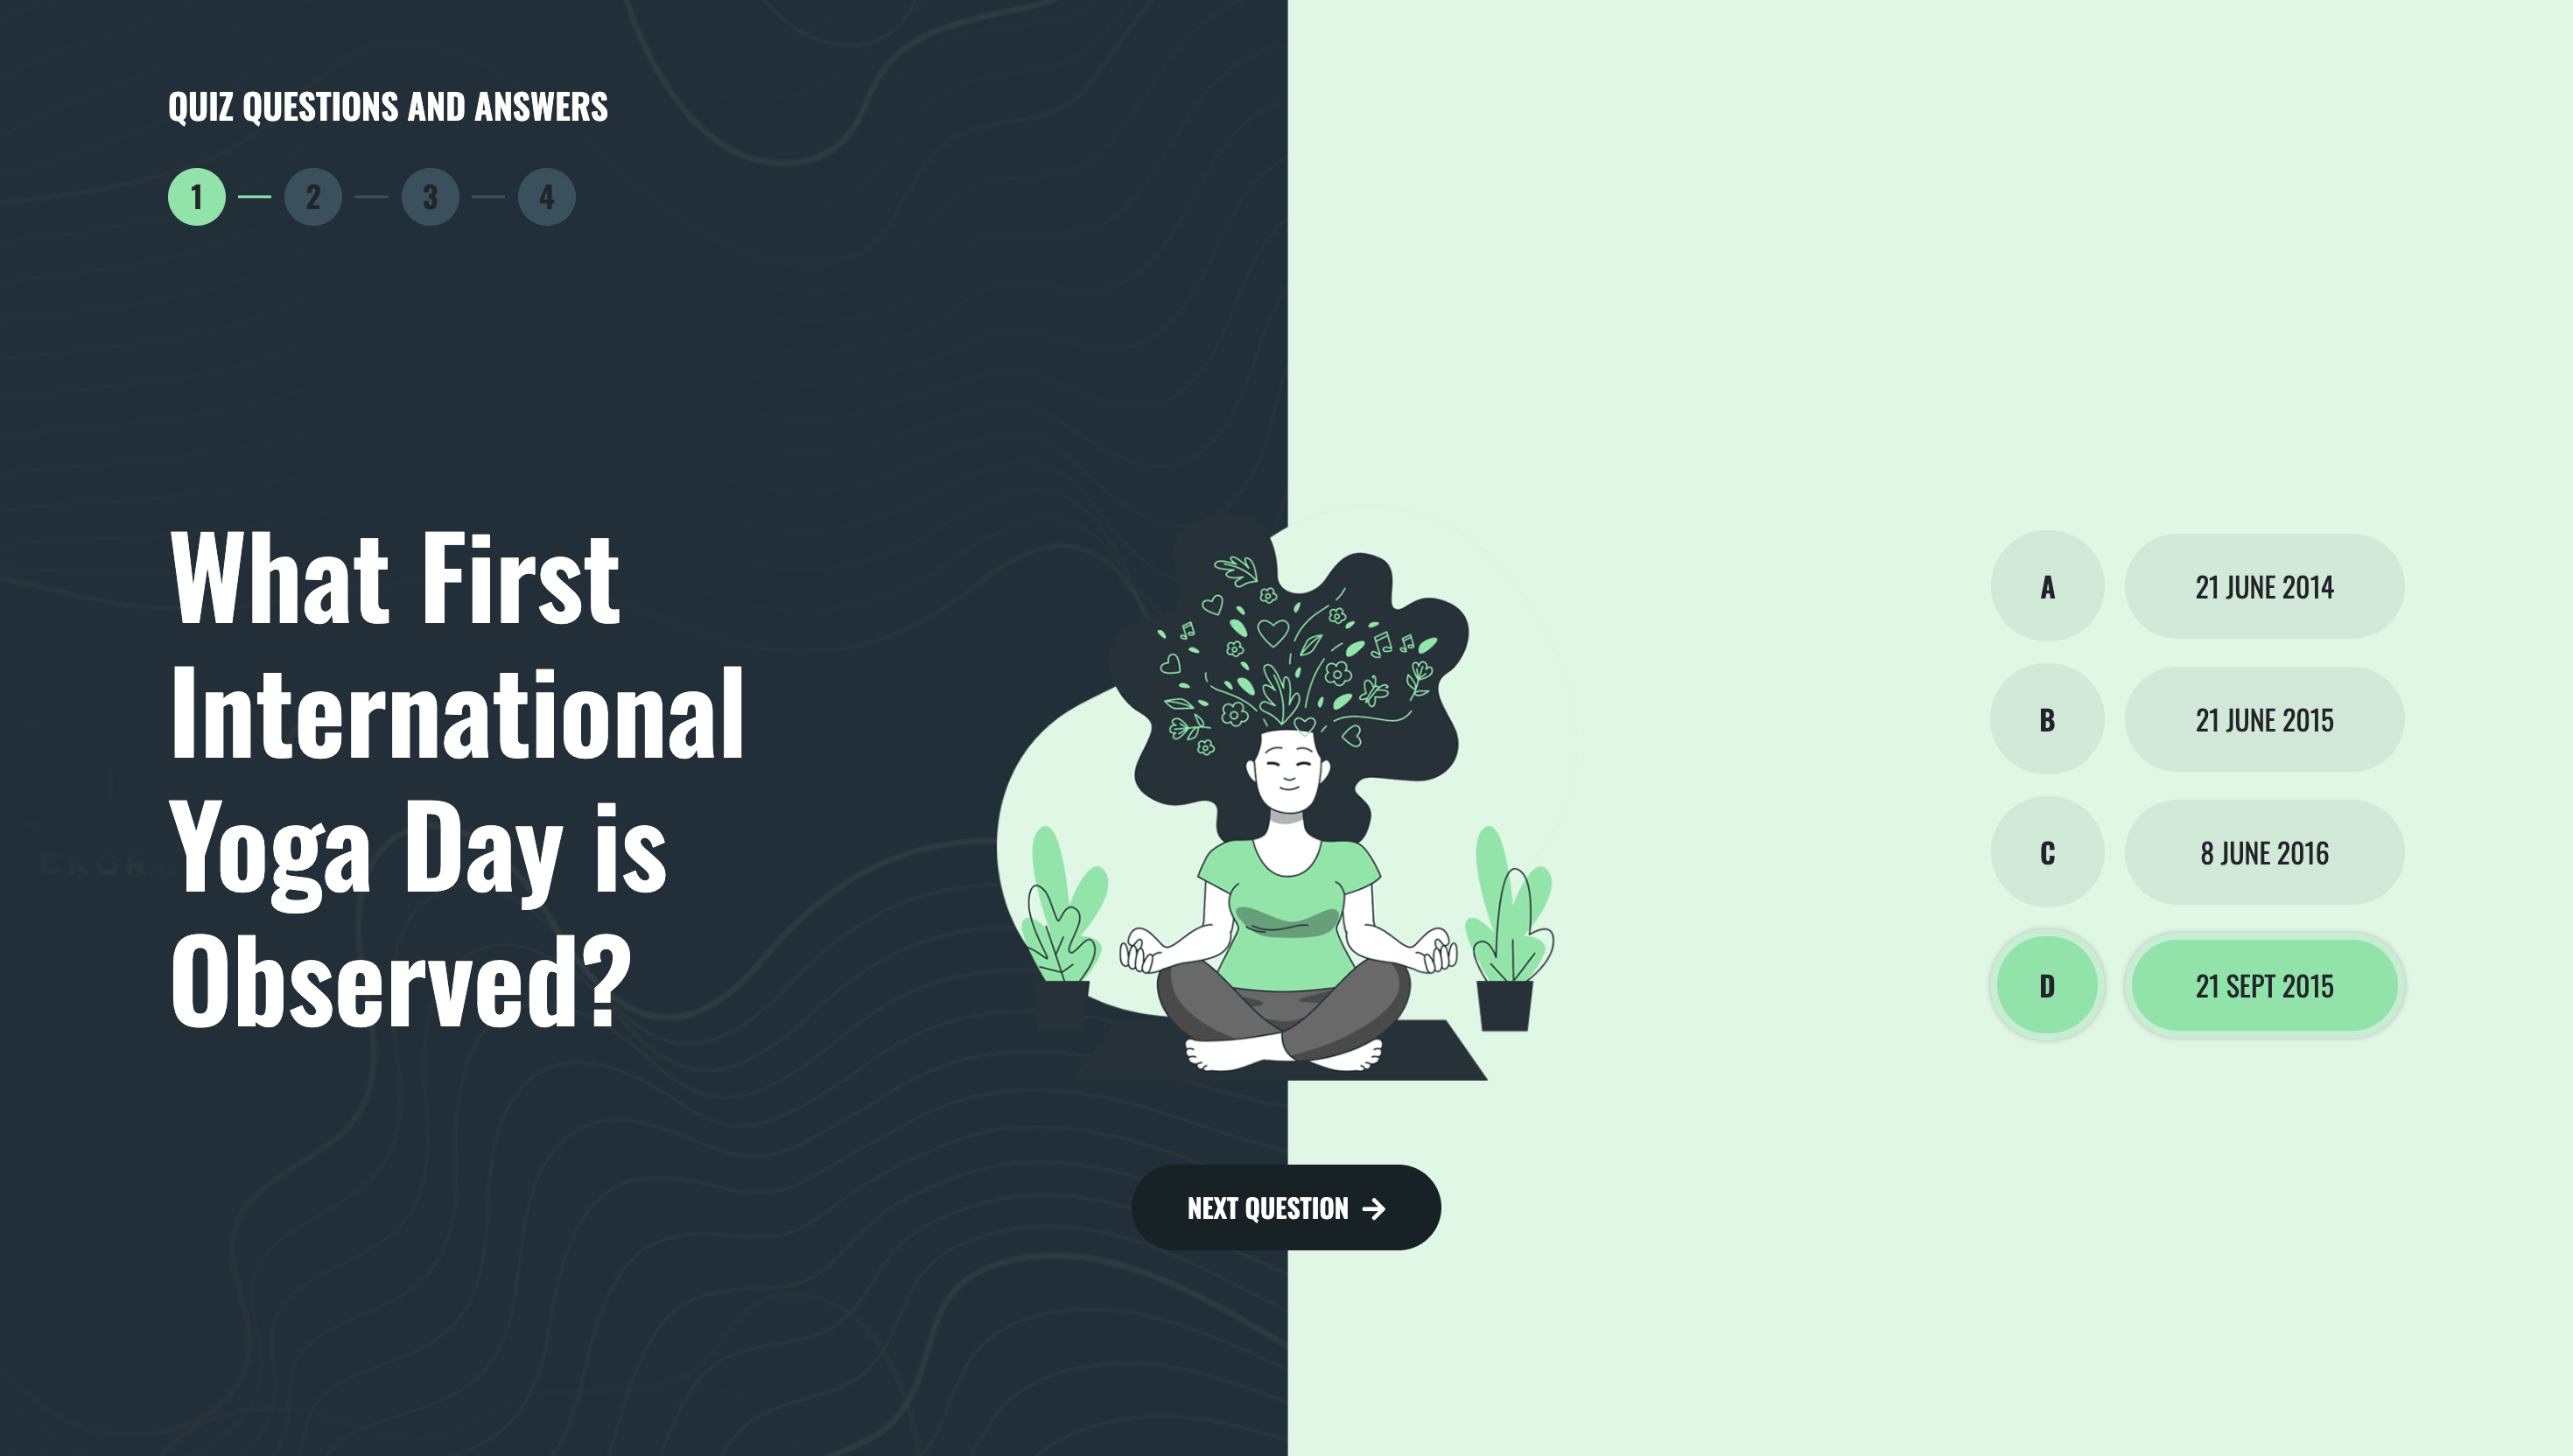 QUIZ QUESTIONS AND ANSWERS
1 2 3 4
What First
International
Yoga Day is
Observed?
A 21 JUNE 2014
B 21 JUNE 2015
C 8 JUNE 2016
D 21 SEPT 2015
NEXT QUESTION →